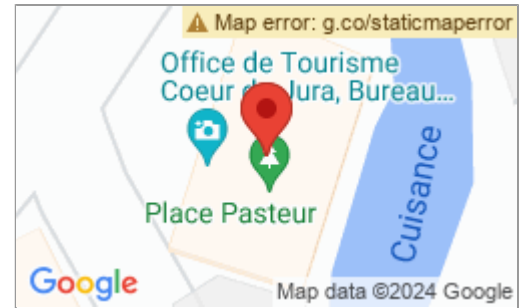 Map error: g.co/staticmaperror
Office de Tourisme
Coeur du Jura, Bureau...
Place Pasteur
Cuisance
Google
Map data ©2024 Google